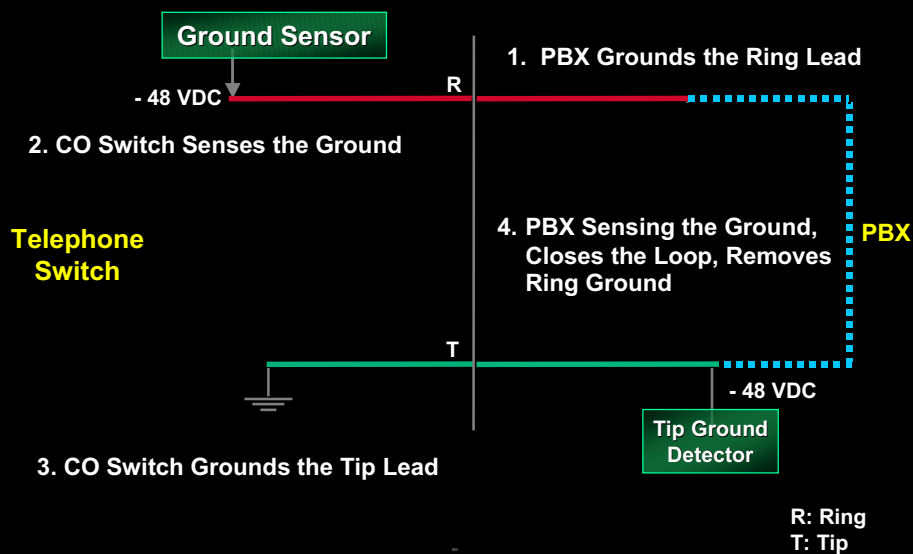 Ground Sensor
1. PBX Grounds the Ring Lead
R
- 48 VDC
2. CO Switch Senses the Ground
Telephone
Switch
4. PBX Sensing the Ground,
Closes the Loop, Removes
Ring Ground
PBX
T
- 48 VDC
Tip Ground
Detector
3. CO Switch Grounds the Tip Lead
R: Ring
T: Tip